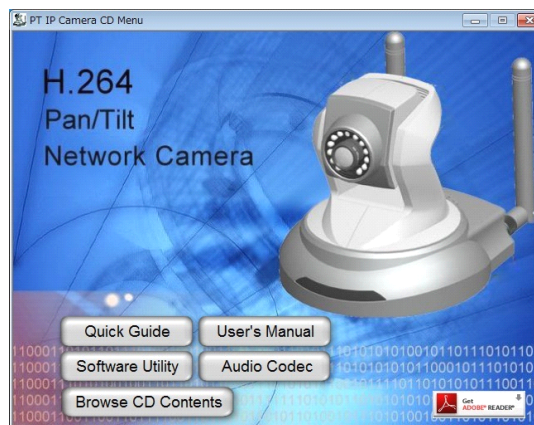 PT IP Camera CD Menu
H.264
Pan/Tilt
Network Camera
Quick Guide
User's Manual
Software Utility
Audio Codec
Browse CD Contents
Get
ADOBE® READER®